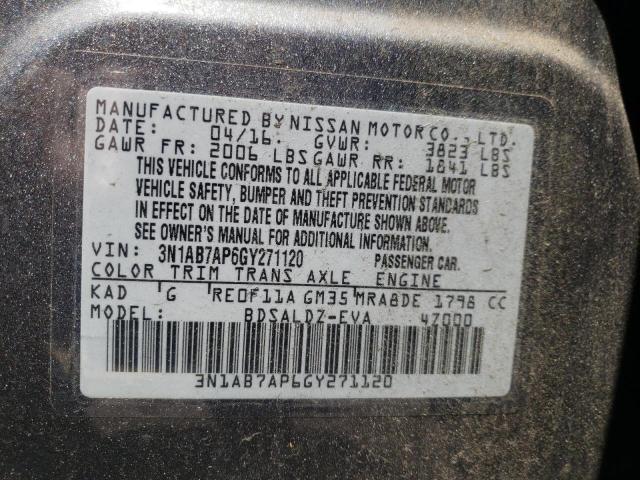 MANUFACTURED BY NISSAN MOTOR CO., LTD.
DATE: 04/16 GVWR: 3823 LBS
GAWR FR: 2006 LBS GAWR RR: 1841 LBS
THIS VEHICLE CONFORMS TO ALL APPLICABLE FEDERAL MOTOR
VEHICLE SAFETY, BUMPER AND THEFT PREVENTION STANDARDS
IN EFFECT ON THE DATE OF MANUFACTURE SHOWN ABOVE.
SEE OWNER'S MANUAL FOR ADDITIONAL INFORMATION.
VIN: 3N1AB7AP6GY271120 PASSENGER CAR.
COLOR TRIM TRANS AXLE ENGINE
KAD G RE0F11A GM35 MRA8DE 1798 CC
MODEL: BDSALDZ-EVA 47000
3N1AB7AP6GY271120